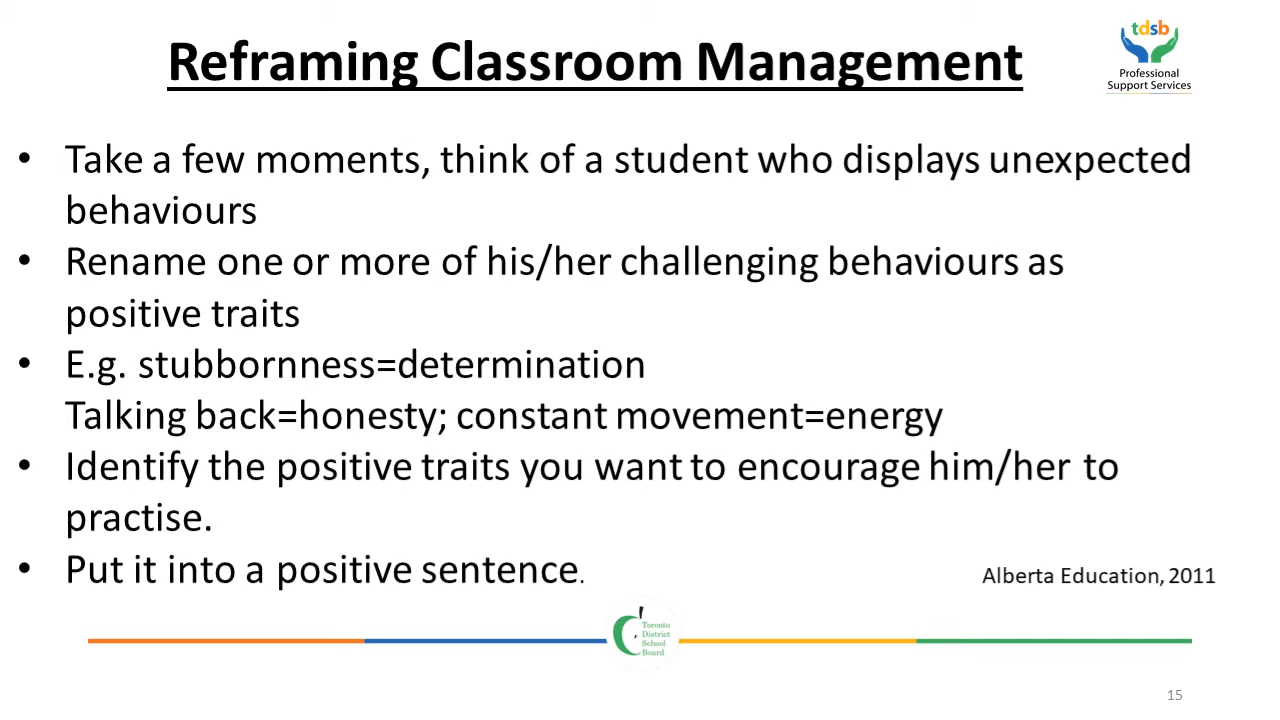 Reframing Classroom Management
tdsb
Professional
Support Services
• Take a few moments, think of a student who displays unexpected
behaviours
• Rename one or more of his/her challenging behaviours as
positive traits
• E.g. stubbornness=determination
Talking back=honesty; constant movement=energy
• Identify the positive traits you want to encourage him/her to
practise.
• Put it into a positive sentence.
Alberta Education, 2011
Toronto
District
School
Board
15